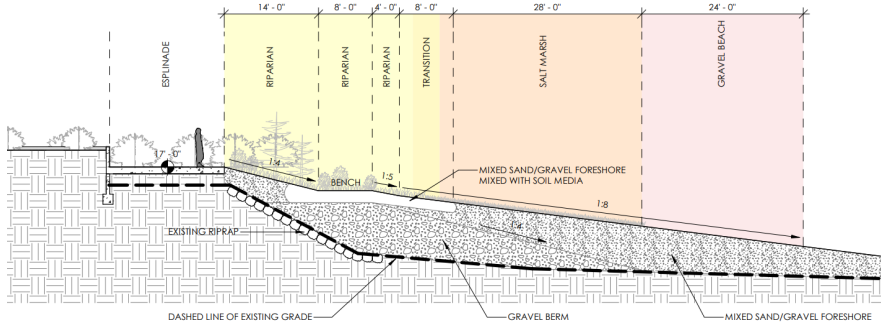 14' - 0"
8' - 0"
4' - 0"
8' - 0"
28' - 0"
24' - 0"
ESPLINADE
RIPARIAN
RIPARIAN
RIPARIAN
TRANSITION
SALT MARSH
GRAVEL BEACH
17' - 0"
1:4
BENCH
1:5
MIXED SAND/GRAVEL FORESHORE
MIXED WITH SOIL MEDIA
1:8
EXISTING RIPRAP
1:4
DASHED LINE OF EXISTING GRADE
GRAVEL BERM
MIXED SAND/GRAVEL FORESHORE